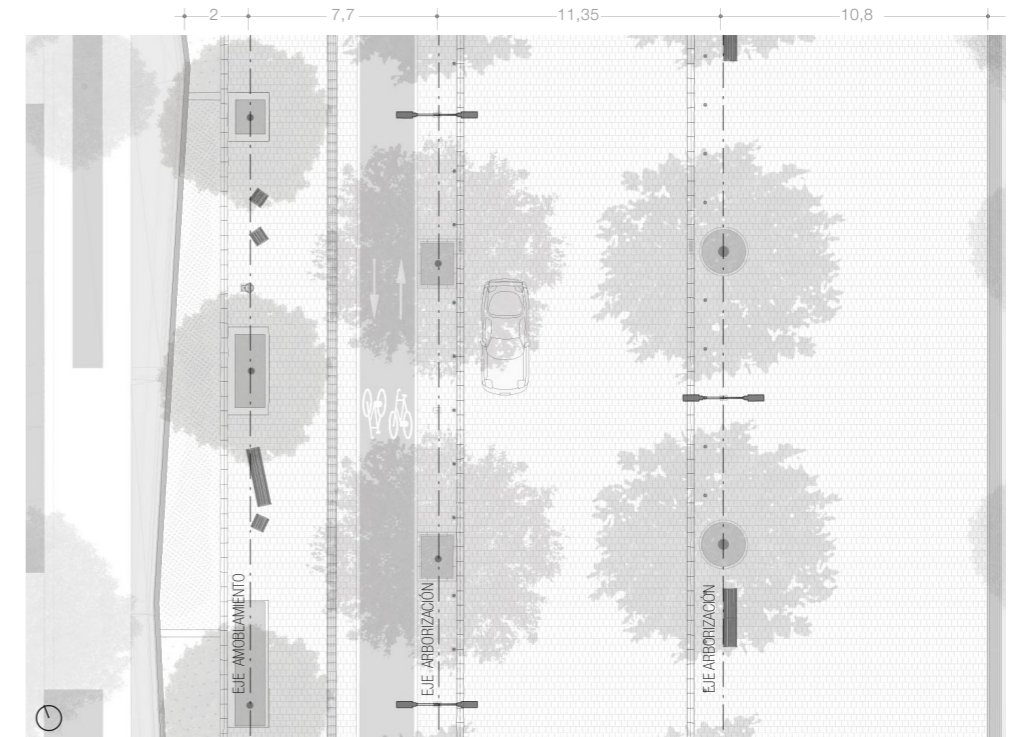 2
7,7
11,35
10,8
EJE AMOBLAMIENTO
EJE ARBORIZACIÓN
EJE ARBORIZACIÓN